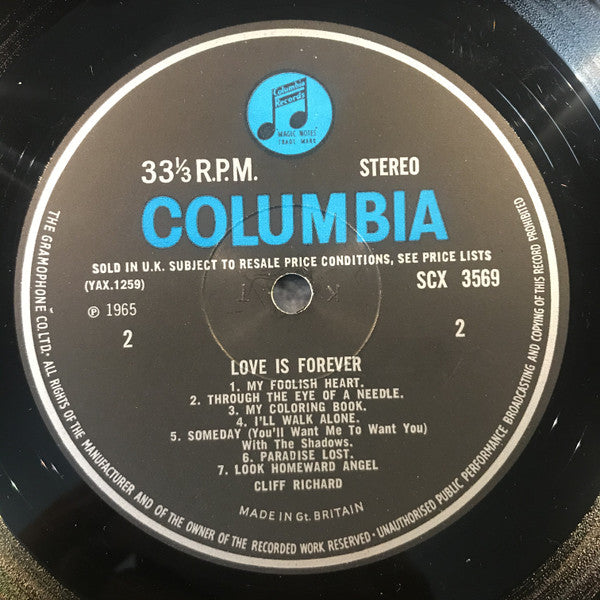 Columbia
Records
"MAGIC NOTES"
TRADE MARK
33⅓ R.P.M.
STEREO
COLUMBIA
SOLD IN U.K. SUBJECT TO RESALE PRICE CONDITIONS, SEE PRICE LISTS
(YAX.1259)
SCX 3569
℗ 1965
2
2
LOVE IS FOREVER
1. MY FOOLISH HEART.
2. THROUGH THE EYE OF A NEEDLE.
3. MY COLORING BOOK.
4. I'LL WALK ALONE.
5. SOMEDAY (You'll Want Me To Want You)
With The Shadows.
6. PARADISE LOST.
7. LOOK HOMEWARD ANGEL
CLIFF RICHARD
MADE IN Gt. BRITAIN
THE GRAMOPHONE CO. LTD. · ALL RIGHTS OF THE MANUFACTURER AND OF THE OWNER OF THE RECORDED WORK RESERVED · UNAUTHORISED PUBLIC PERFORMANCE BROADCASTING AND COPYING OF THIS RECORD PROHIBITED